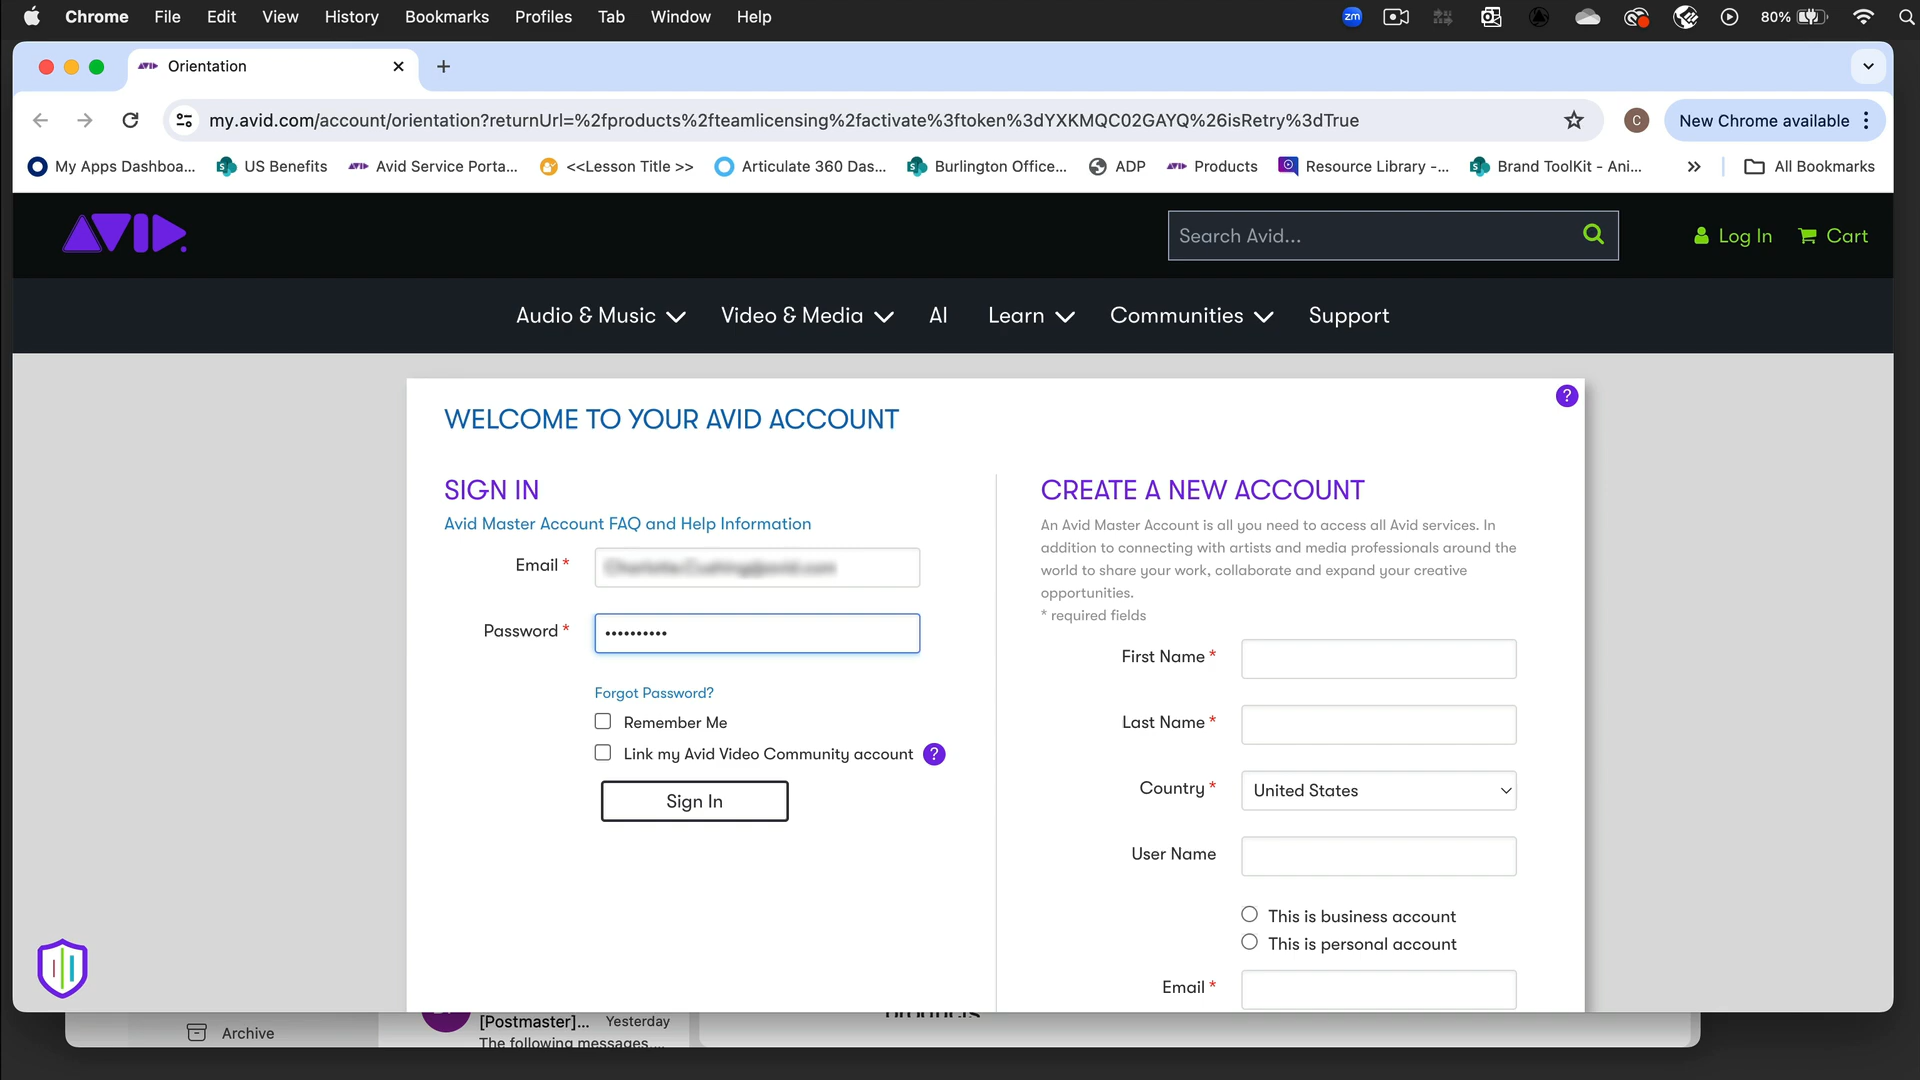 Chrome File Edit View History Bookmarks Profiles Tab Window Help zm 80%
Orientation
my.avid.com/account/orientation?returnUrl=%2fproducts%2fteamlicensing%2factivate%3ftoken%3dYXKMQC02GAYQ%26isRetry%3dTrue C New Chrome available
My Apps Dashboa... US Benefits Avid Service Porta... <<Lesson Title >> Articulate 360 Das... Burlington Office... ADP Products Resource Library -... Brand ToolKit - Ani... » All Bookmarks
AVID Search Avid... Log In Cart
Audio & Music Video & Media AI Learn Communities Support
WELCOME TO YOUR AVID ACCOUNT ?
SIGN IN
Avid Master Account FAQ and Help Information
Email *
Password * ••••••••••
Forgot Password?
Remember Me
Link my Avid Video Community account ?
Sign In
CREATE A NEW ACCOUNT
An Avid Master Account is all you need to access all Avid services. In
addition to connecting with artists and media professionals around the
world to share your work, collaborate and expand your creative
opportunities.
* required fields
First Name *
Last Name *
Country * United States
User Name
This is business account
This is personal account
Email *
Archive
[Postmaster]... Yesterday
The following messages...
products